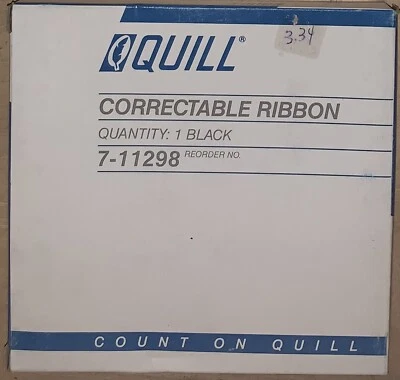 QUILL®
3.34
CORRECTABLE RIBBON
QUANTITY: 1 BLACK
7-11298 REORDER NO.
COUNT ON QUILL